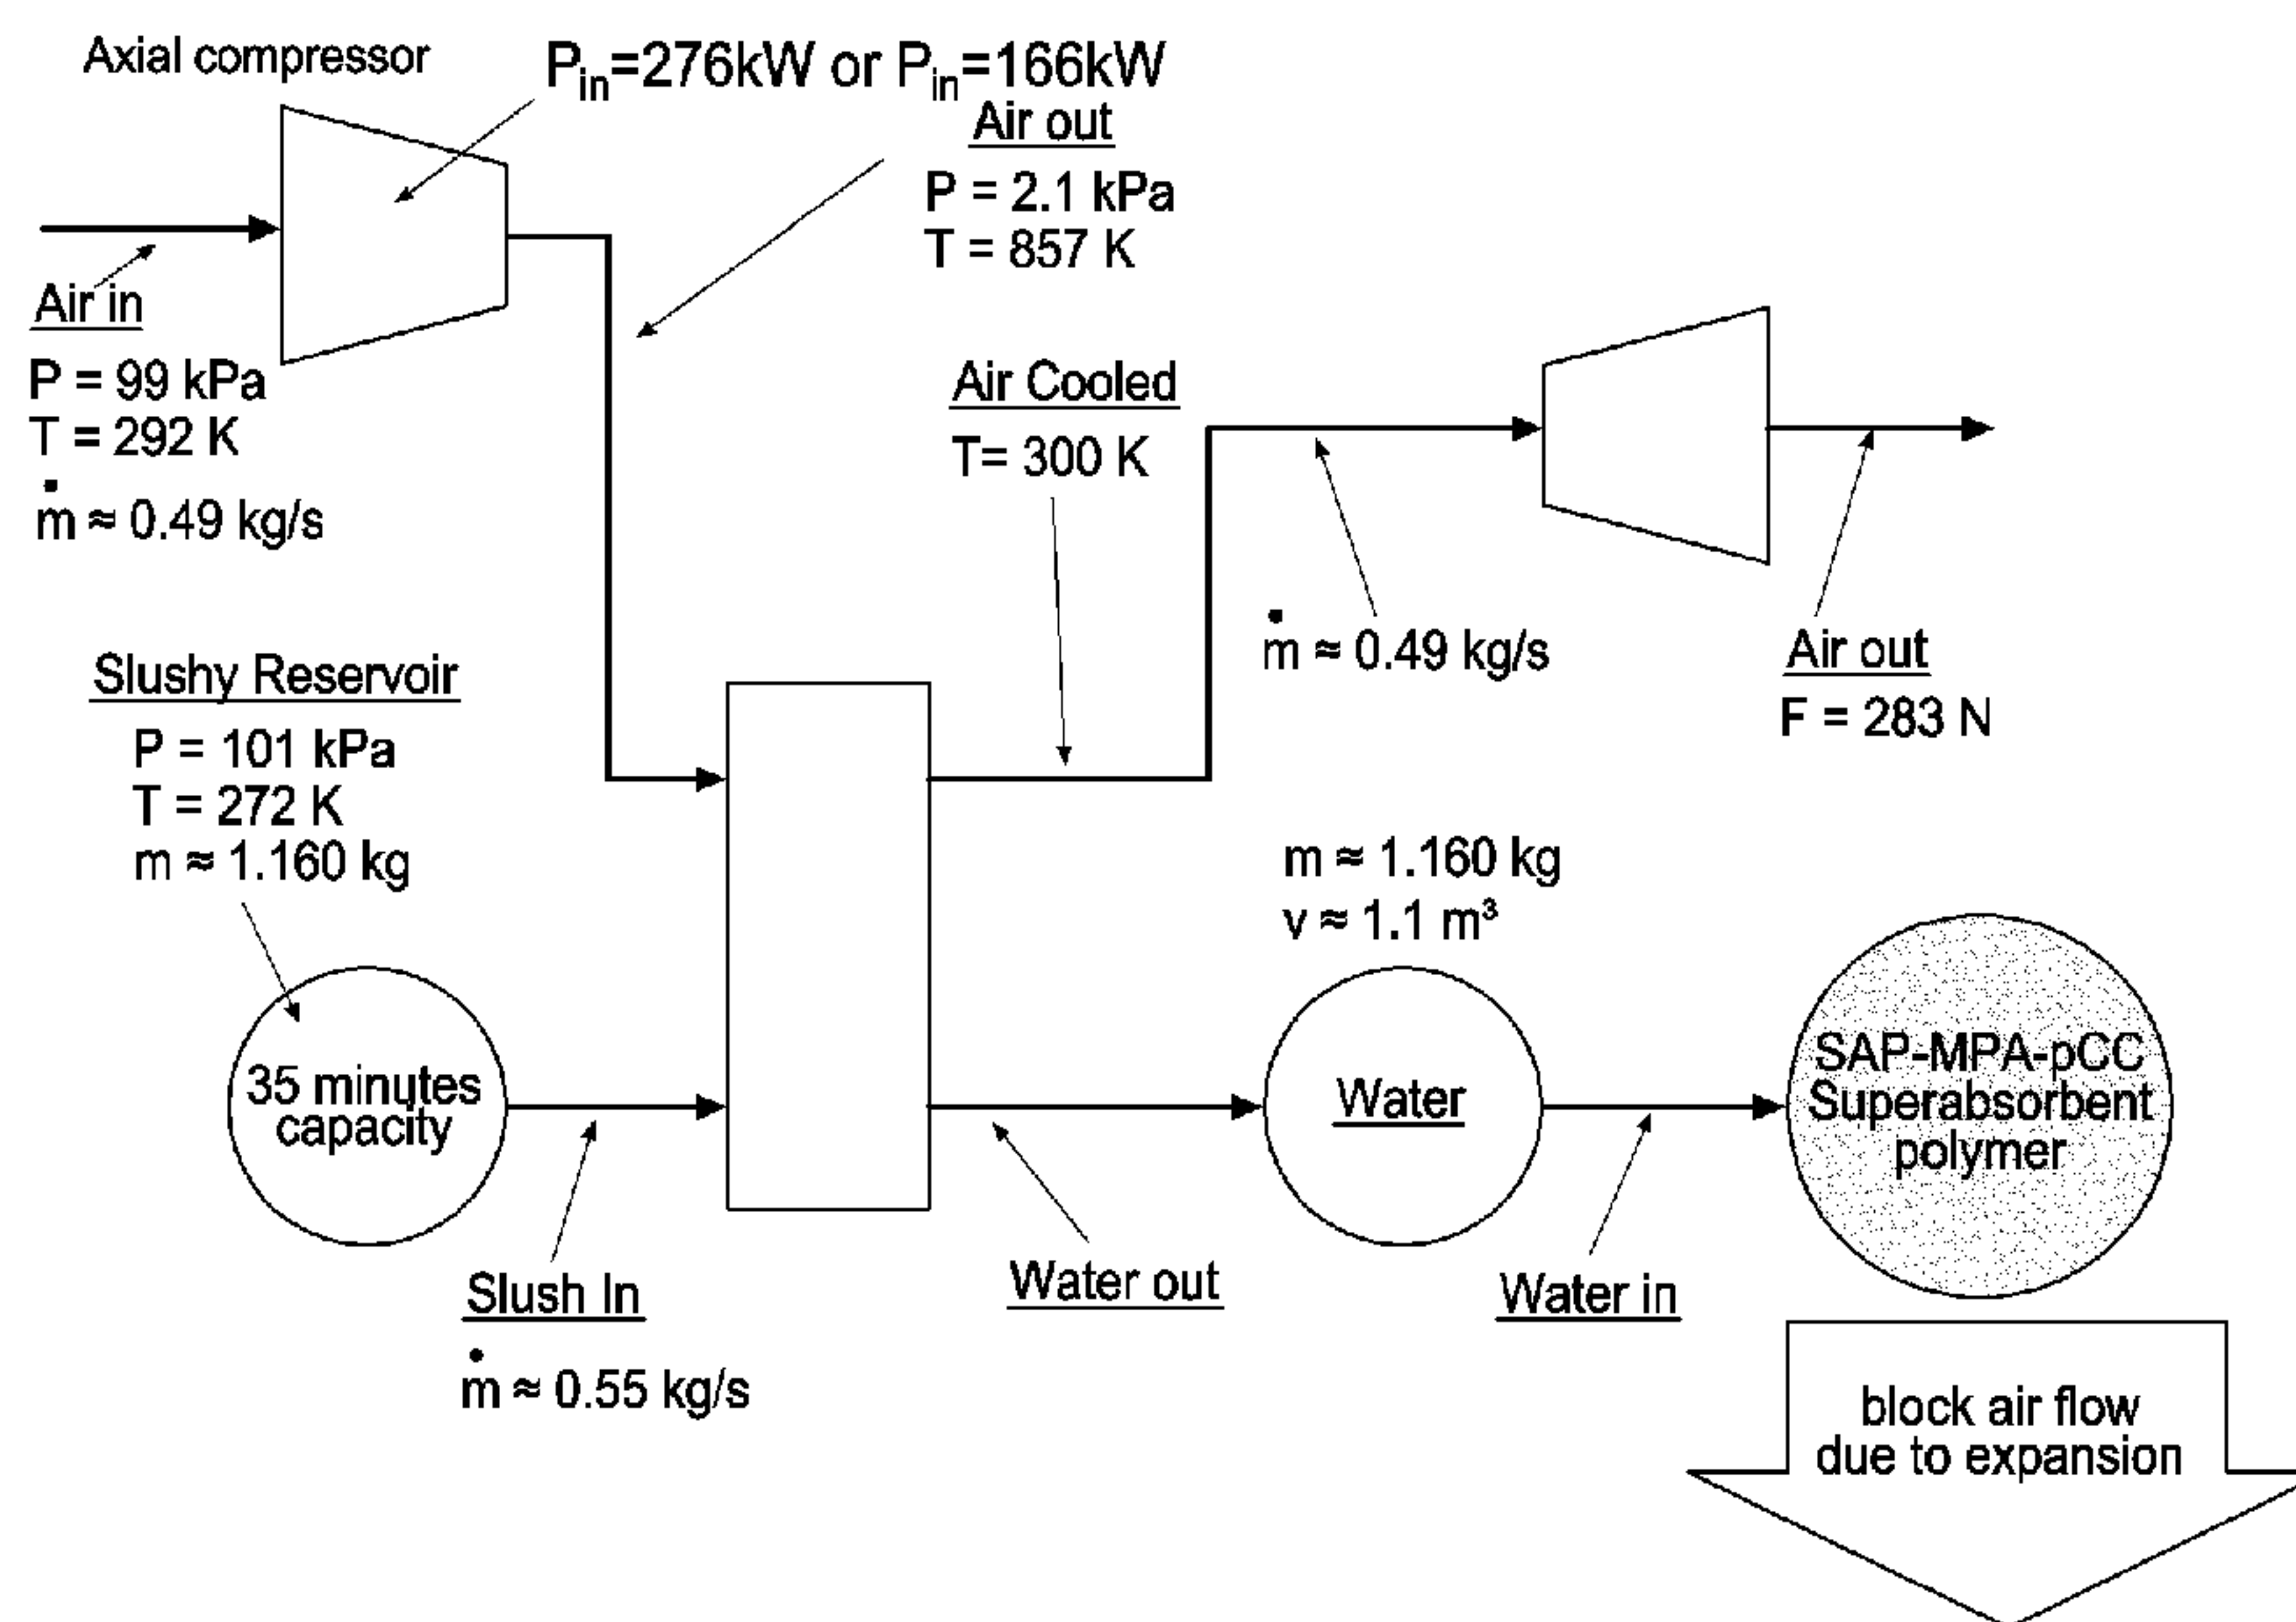 Axial compressor
P_in=276kW or P_in=166kW
Air out
P = 2.1 kPa
T = 857 K
Air in
P = 99 kPa
T = 292 K
ṁ ≈ 0.49 kg/s
Air Cooled
T= 300 K
ṁ ≈ 0.49 kg/s
Air out
F = 283 N
Slushy Reservoir
P = 101 kPa
T = 272 K
m ≈ 1.160 kg
35 minutes
capacity
Slush In
ṁ ≈ 0.55 kg/s
Water out
m ≈ 1.160 kg
v ≈ 1.1 m³
Water
Water in
SAP-MPA-pCC
Superabsorbent
polymer
block air flow
due to expansion